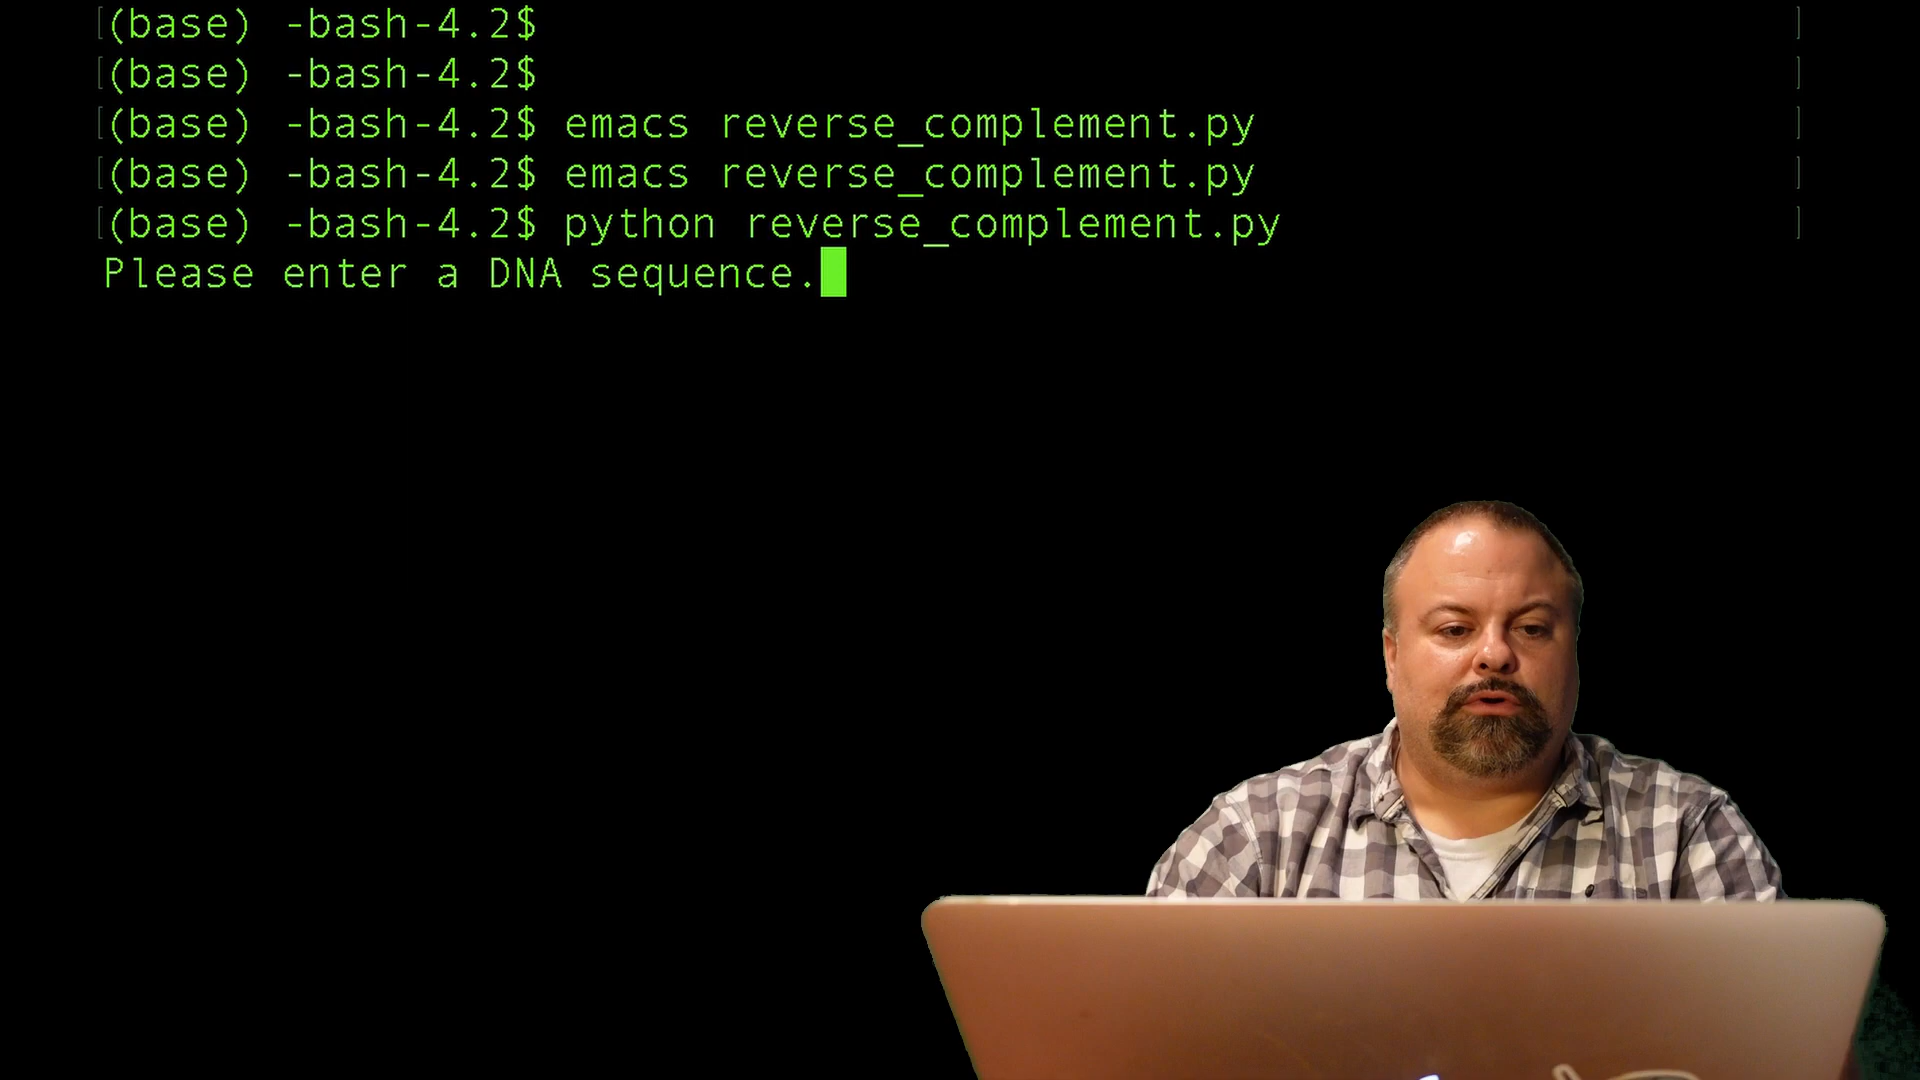 [(base) -bash-4.2$ ]
[(base) -bash-4.2$ ]
[(base) -bash-4.2$ emacs reverse_complement.py ]
[(base) -bash-4.2$ emacs reverse_complement.py ]
[(base) -bash-4.2$ python reverse_complement.py ]
Please enter a DNA sequence.